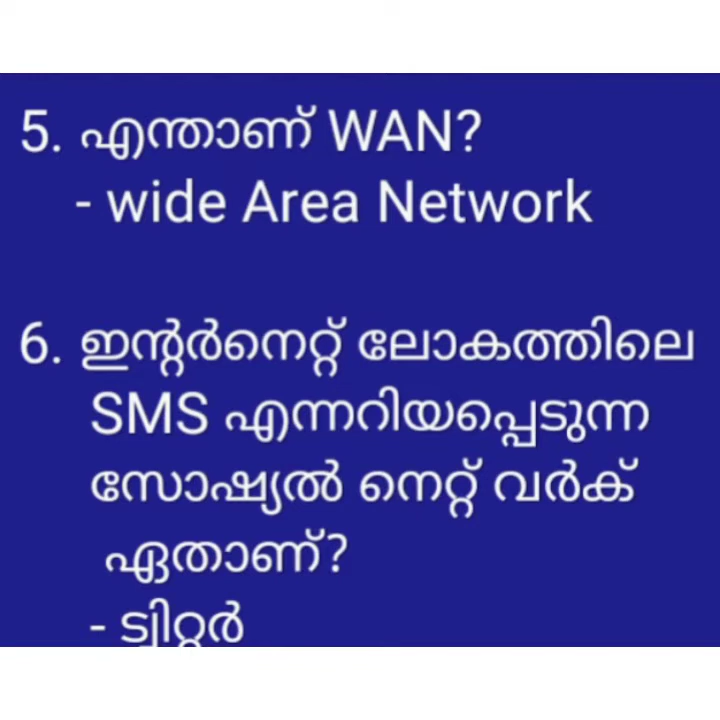 5. എന്താണ് WAN?
- wide Area Network
6. ഇന്റർനെറ്റ് ലോകത്തിലെ
SMS എന്നറിയപ്പെടുന്ന
സോഷ്യൽ നെറ്റ് വർക്
ഏതാണ്?
- ട്വിറ്റർ